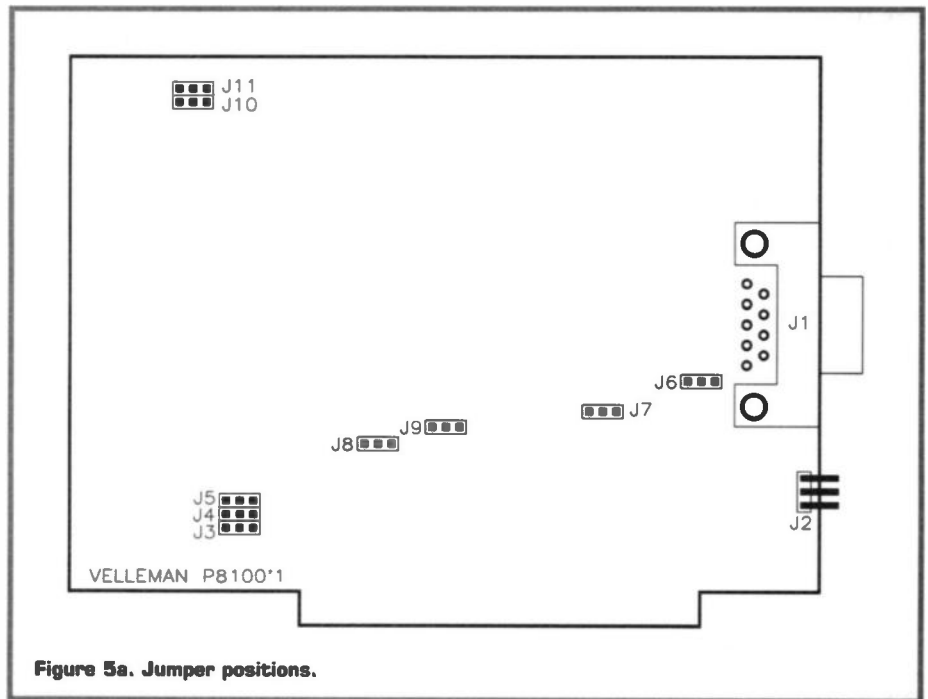 J11
J10
J1
J6
J7
J9
J8
J5
J4
J3
J2
VELLEMAN P8100'1
Figure 5a. Jumper positions.